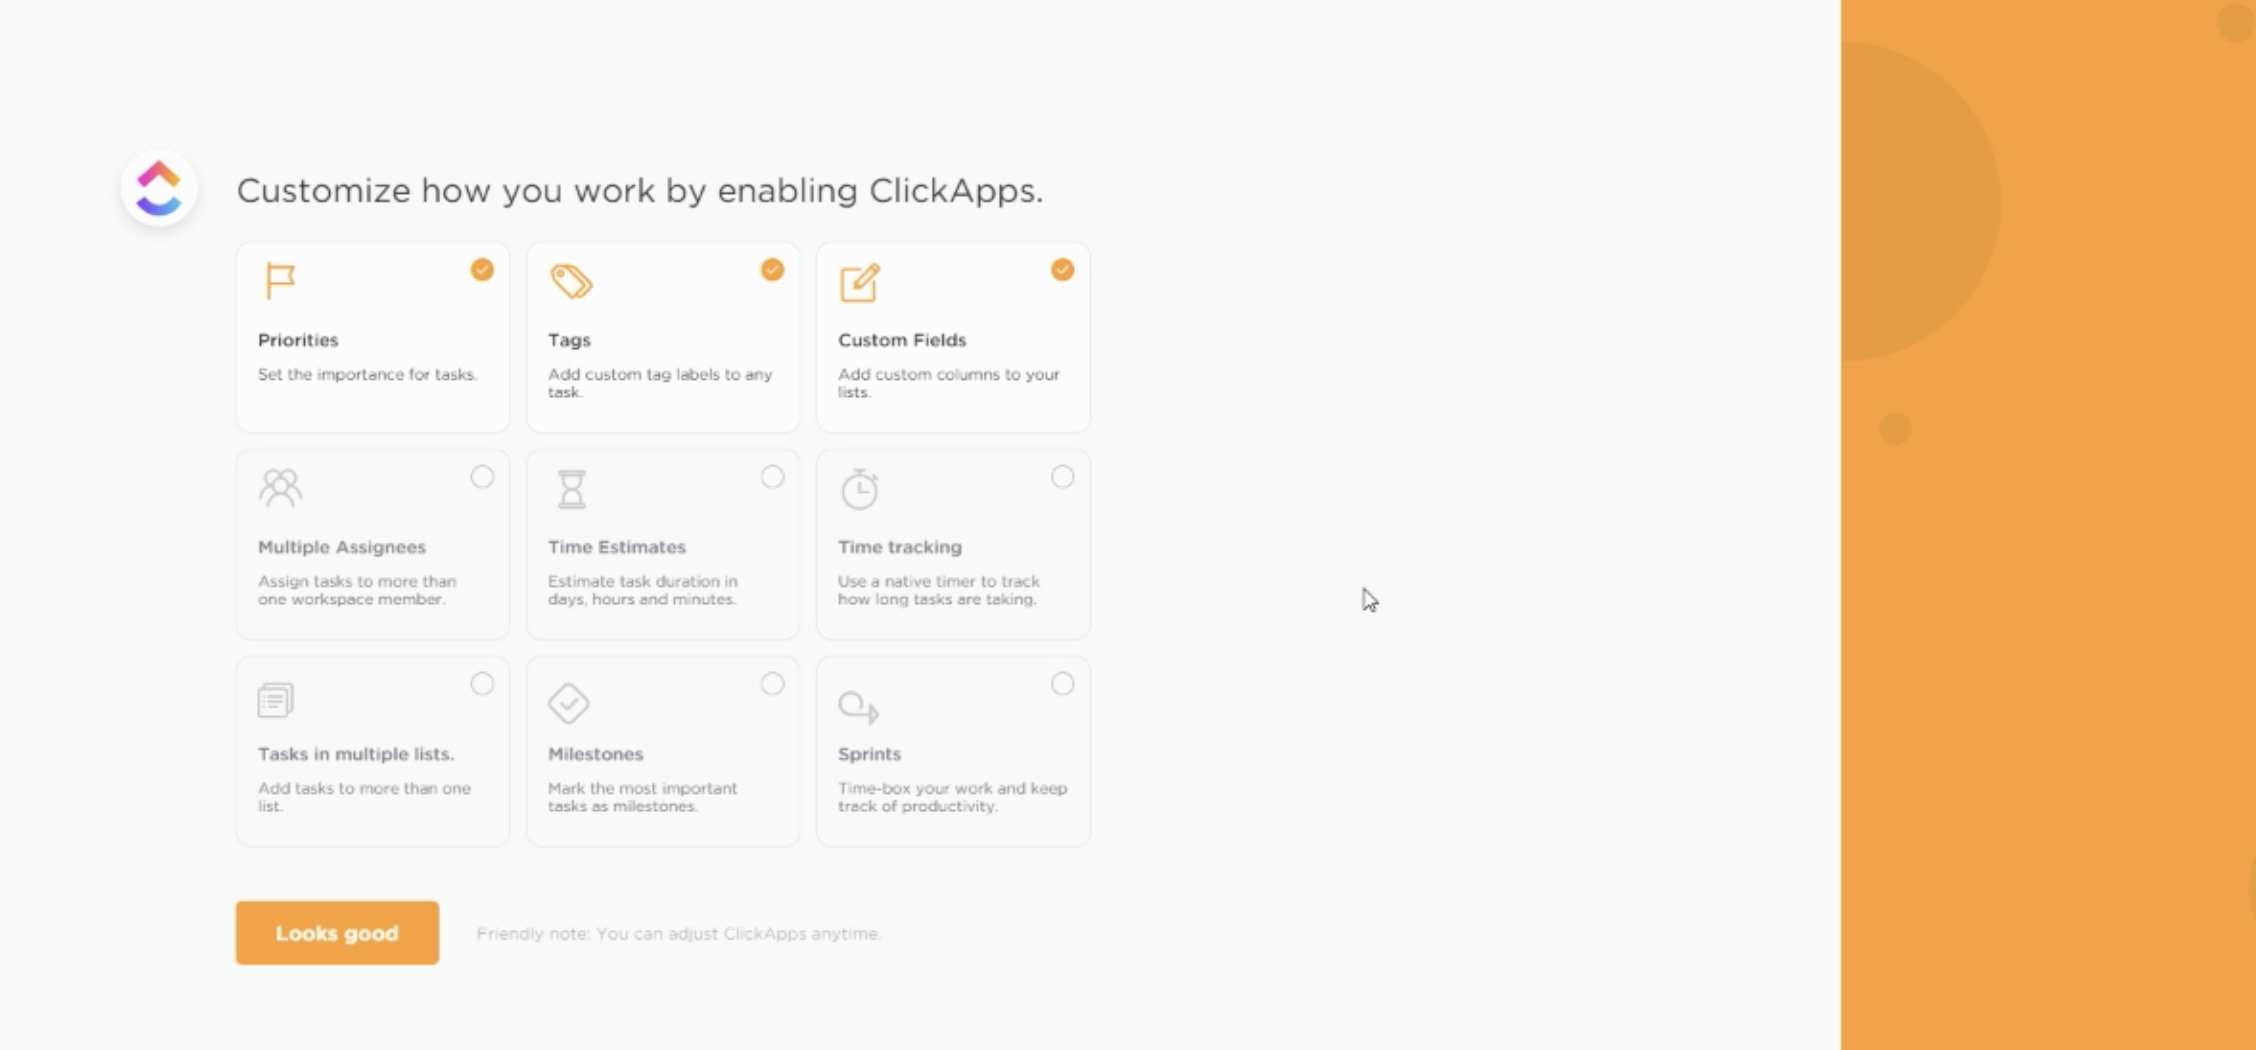 Customize how you work by enabling ClickApps.
Priorities
Set the importance for tasks.
Tags
Add custom tag labels to any
task.
Custom Fields
Add custom columns to your
lists.
Multiple Assignees
Assign tasks to more than
one workspace member.
Time Estimates
Estimate task duration in
days, hours and minutes.
Time tracking
Use a native timer to track
how long tasks are taking.
Tasks in multiple lists.
Add tasks to more than one
list.
Milestones
Mark the most important
tasks as milestones.
Sprints
Time-box your work and keep
track of productivity.
Looks good
Friendly note: You can adjust ClickApps anytime.